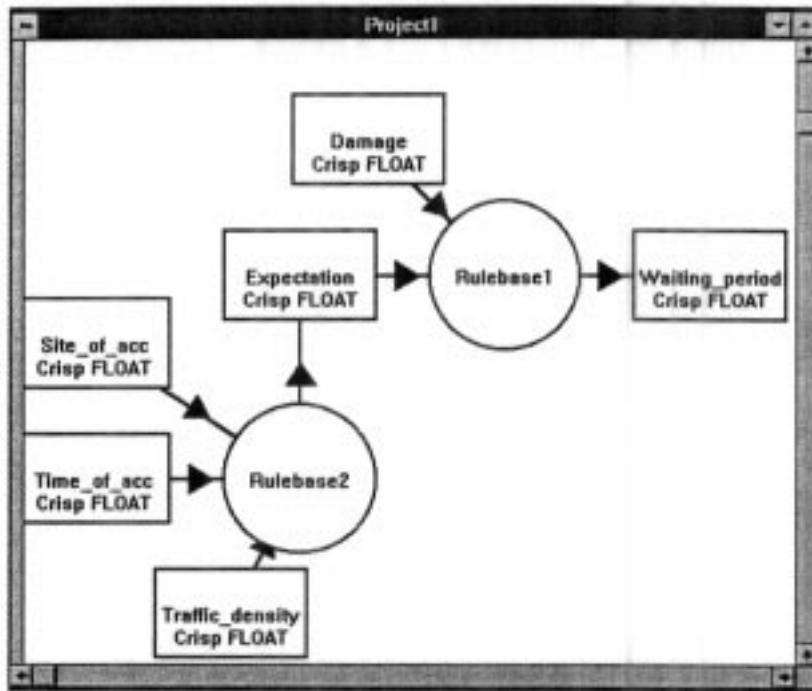 Project1
Damage
Crisp FLOAT
Expectation
Crisp FLOAT
Rulebase1
Waiting_period
Crisp FLOAT
Site_of_acc
Crisp FLOAT
Time_of_acc
Crisp FLOAT
Rulebase2
Traffic_density
Crisp FLOAT